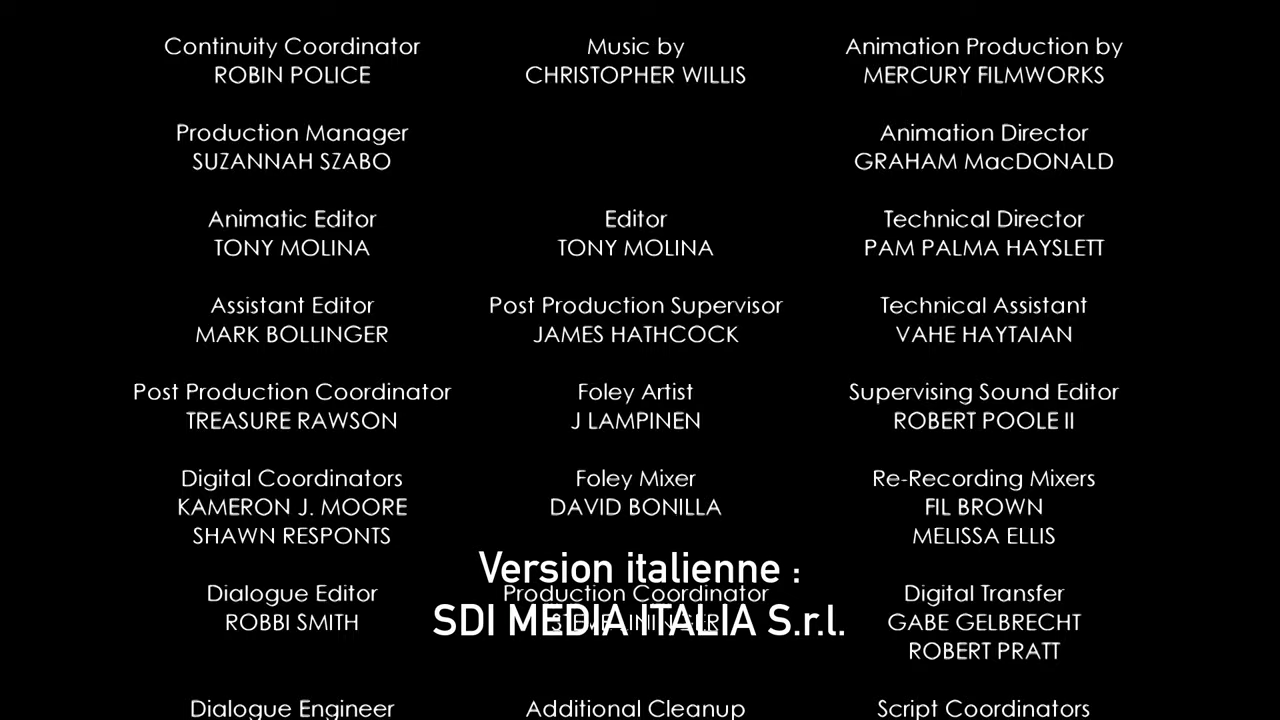 Continuity Coordinator
ROBIN POLICE
Production Manager
SUZANNAH SZABO
Animatic Editor
TONY MOLINA
Assistant Editor
MARK BOLLINGER
Post Production Coordinator
TREASURE RAWSON
Digital Coordinators
KAMERON J. MOORE
SHAWN RESPONTS
Dialogue Editor
ROBBI SMITH
Dialogue Engineer
Music by
CHRISTOPHER WILLIS
Editor
TONY MOLINA
Post Production Supervisor
JAMES HATHCOCK
Foley Artist
J LAMPINEN
Foley Mixer
DAVID BONILLA
Production Coordinator
Additional Cleanup
Animation Production by
MERCURY FILMWORKS
Animation Director
GRAHAM MacDONALD
Technical Director
PAM PALMA HAYSLETT
Technical Assistant
VAHE HAYTAIAN
Supervising Sound Editor
ROBERT POOLE II
Re-Recording Mixers
FIL BROWN
MELISSA ELLIS
Digital Transfer
GABE GELBRECHT
ROBERT PRATT
Script Coordinators
Version italienne :
SDI MEDIA ITALIA S.r.l.